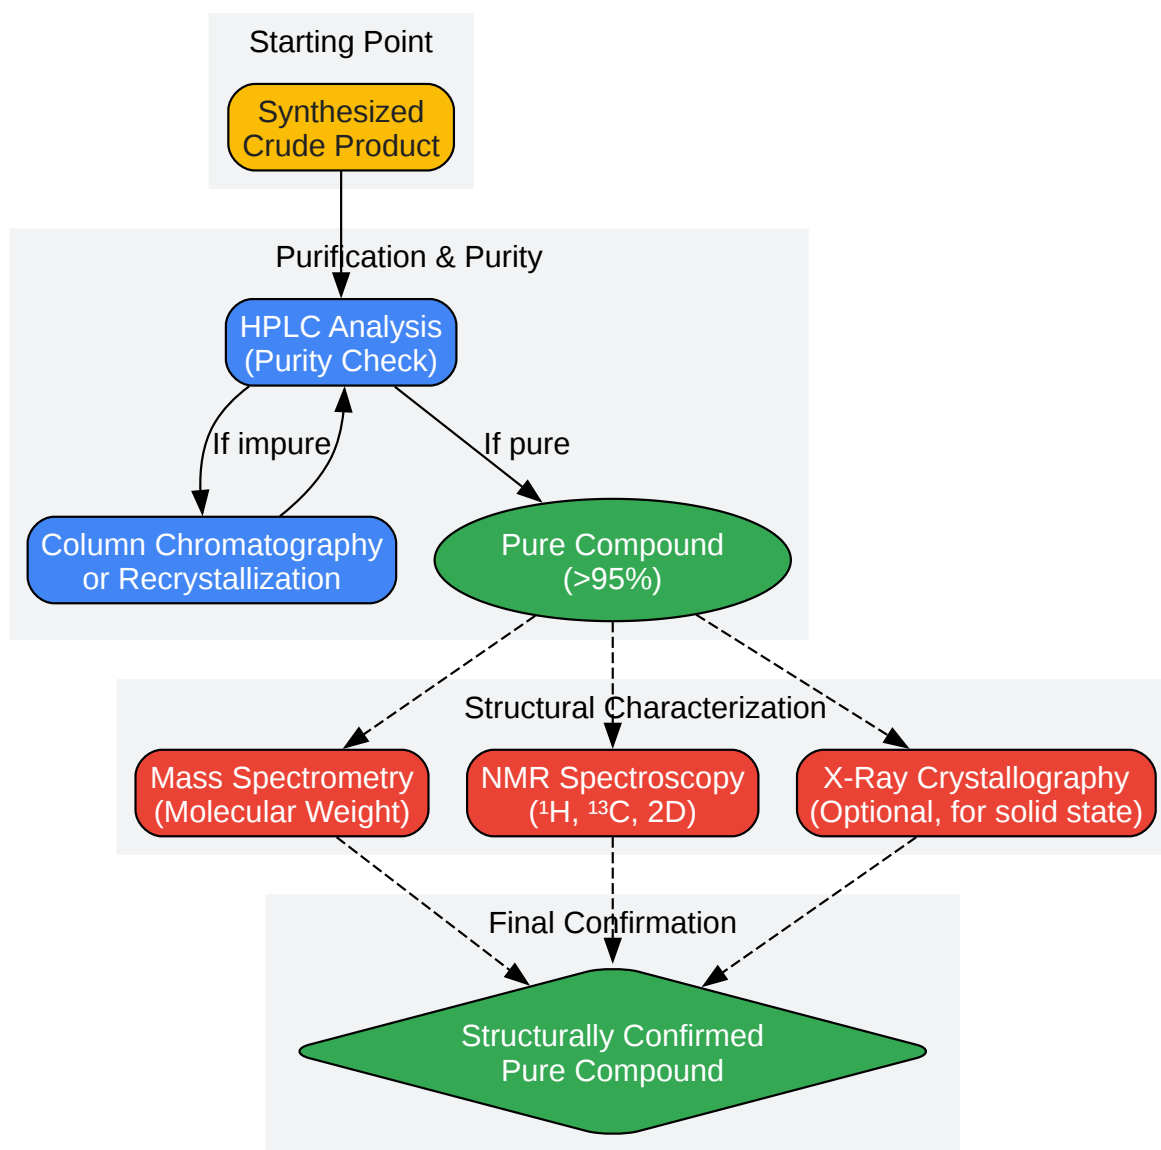 Starting Point
Synthesized
Crude Product
Purification & Purity
HPLC Analysis
(Purity Check)
If impure
If pure
Column Chromatography
or Recrystallization
Pure Compound
(>95%)
Structural Characterization
Mass Spectrometry
(Molecular Weight)
NMR Spectroscopy
(¹H, ¹³C, 2D)
X-Ray Crystallography
(Optional, for solid state)
Final Confirmation
Structurally Confirmed
Pure Compound